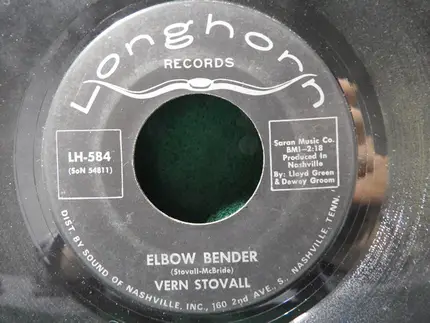 Longhorn
RECORDS
LH-584
(SoN 54811)
Saran Music Co.
BMI-2:18
Produced in
Nashville
By: Lloyd Green
& Dewey Groom
ELBOW BENDER
(Stovall-McBride)
VERN STOVALL
DIST. BY SOUND OF NASHVILLE, INC., 160 2nd AVE., S. NASHVILLE, TENN.